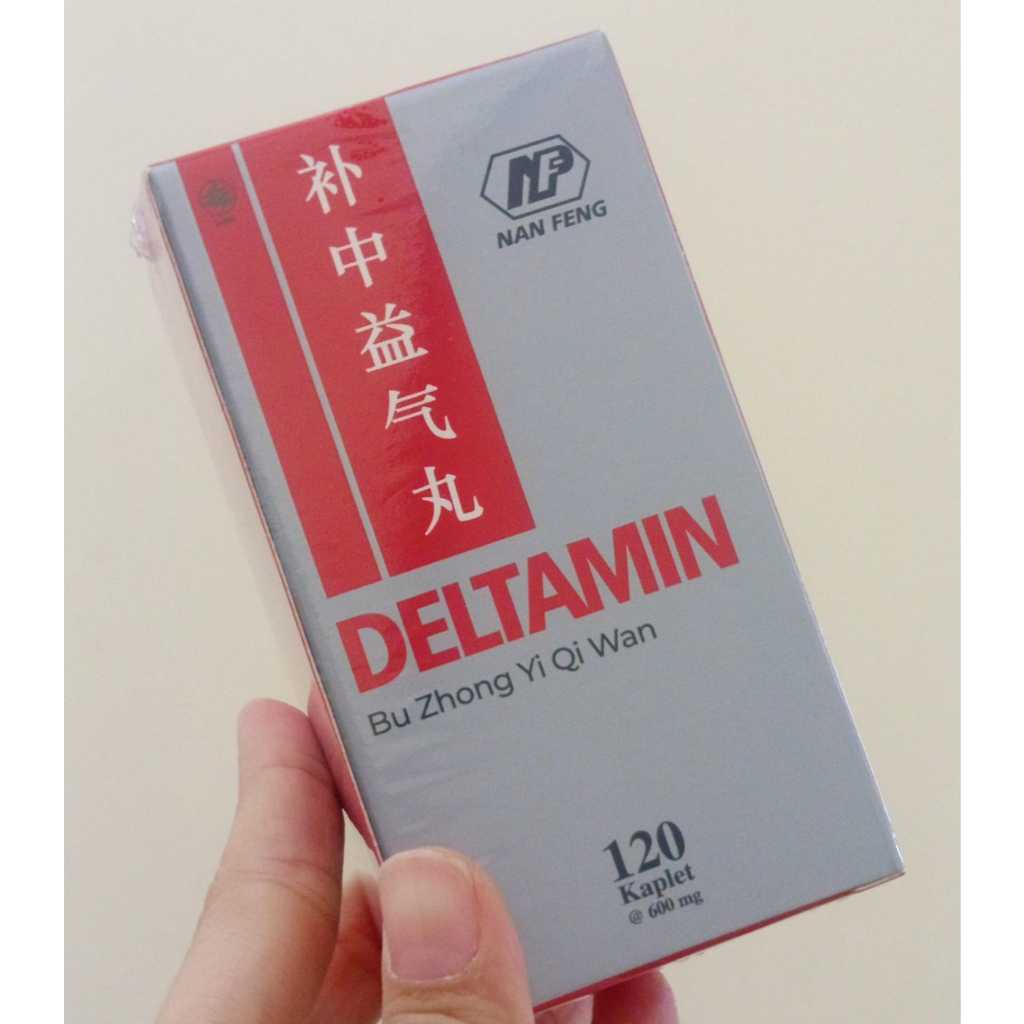 补中益气丸
NF
NAN FENG
DELTAMIN
Bu Zhong Yi Qi Wan
120
Kaplet
@ 600 mg